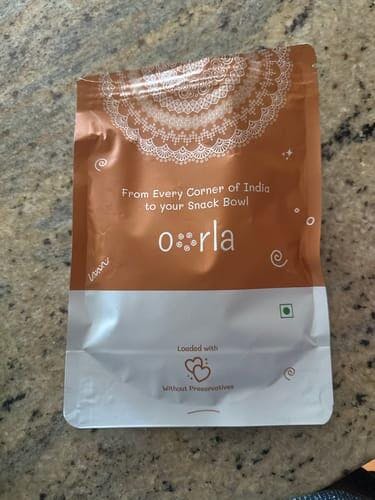 From Every Corner of India
to your Snack Bowl
oorla
Loaded with
Without Preservatives